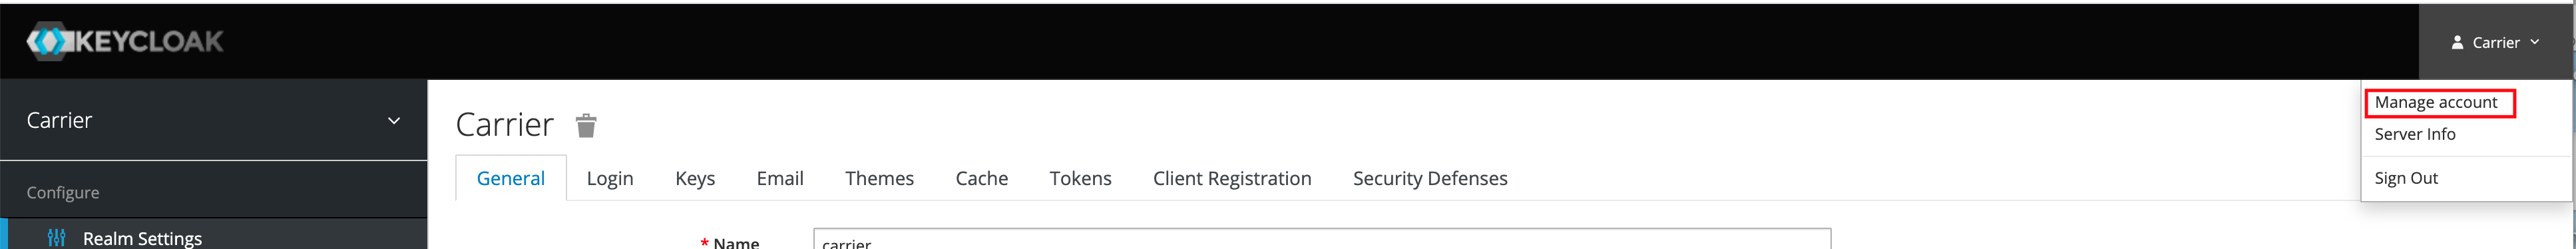 KEYCLOAK
Carrier
Manage account
Server Info
Sign Out
Carrier
Configure
Realm Settings
Carrier
General Login Keys Email Themes Cache Tokens Client Registration Security Defenses
* Name carrier